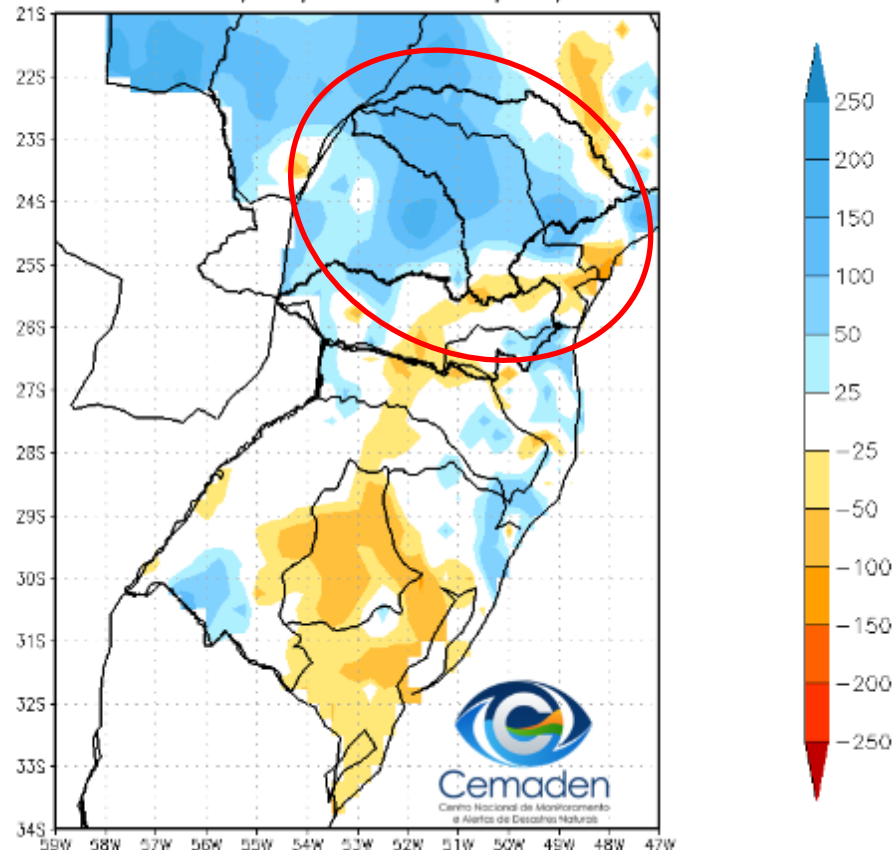 21S
22S
23S
24S
25S
26S
27S
28S
29S
30S
31S
32S
33S
34S
59W 58W 57W 56W 55W 54W 53W 52W 51W 50W 49W 48W 47W
250
200
150
100
50
25
-25
-50
-100
-150
-200
-250
Cemaden
Centro Nacional de Monitoramento
e Alertas de Desastres Naturais